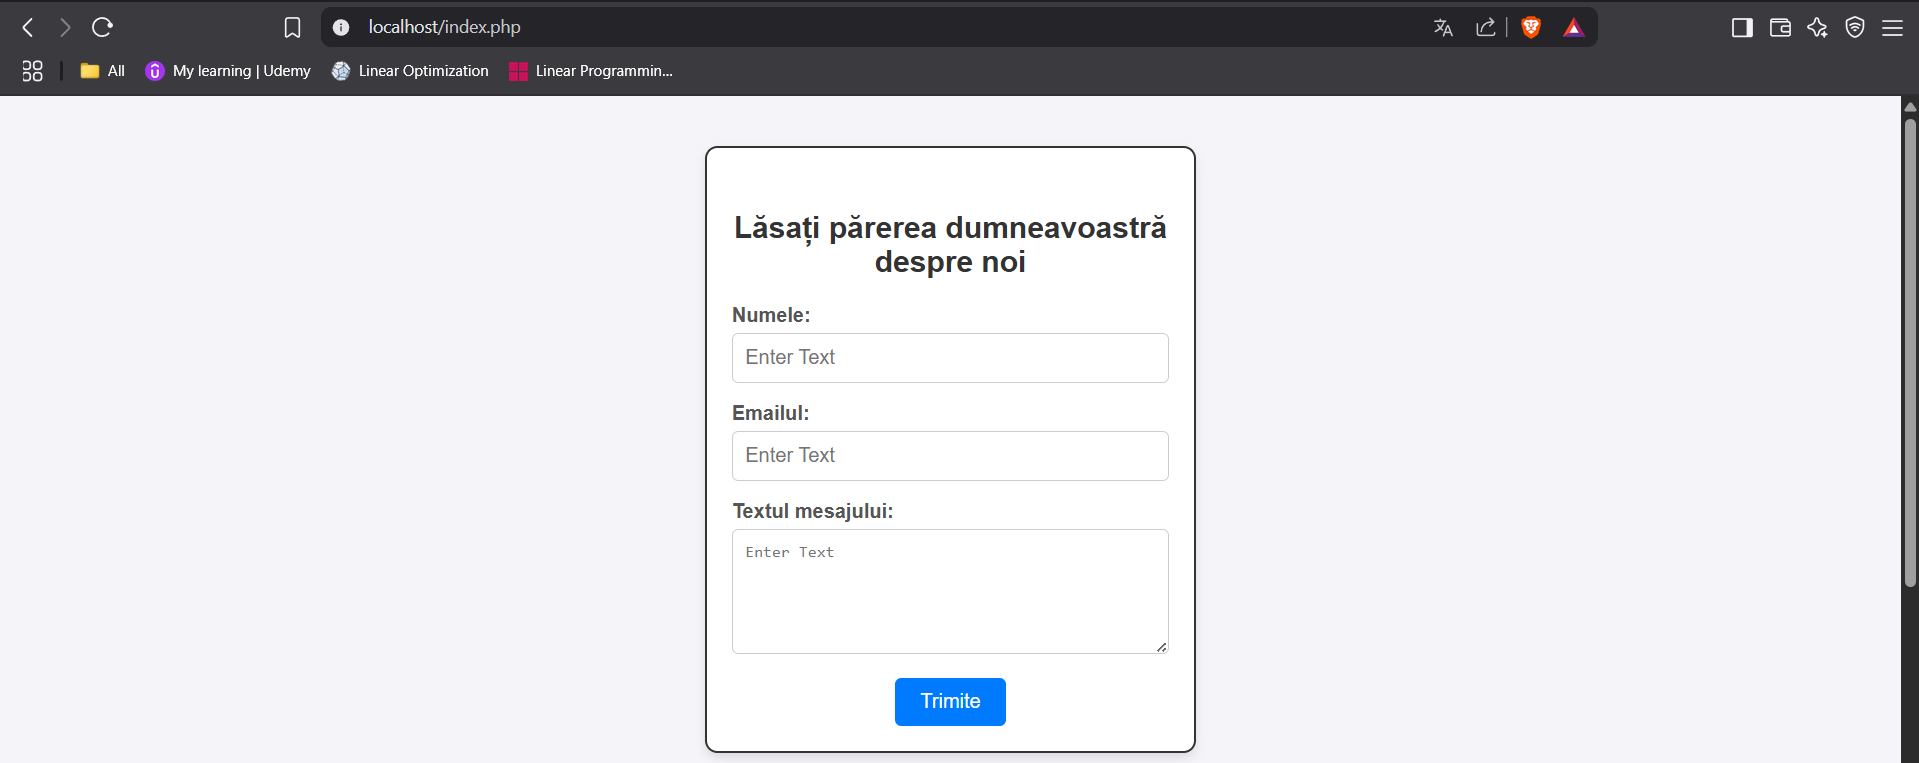 localhost/index.php
All
My learning | Udemy
Linear Optimization
Linear Programmin...
Lăsați părerea dumneavoastră
despre noi
Numele:
Enter Text
Emailul:
Enter Text
Textul mesajului:
Enter Text
Trimite